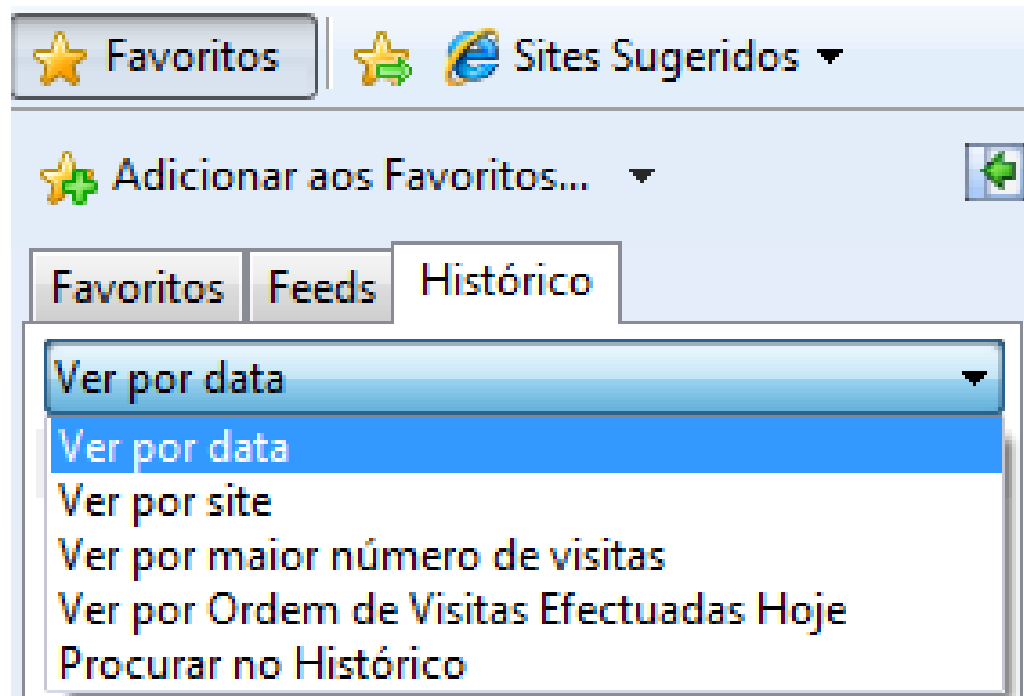 Favoritos Sites Sugeridos
Adicionar aos Favoritos...
Favoritos Feeds Histórico
Ver por data
Ver por data
Ver por site
Ver por maior número de visitas
Ver por Ordem de Visitas Efectuadas Hoje
Procurar no Histórico